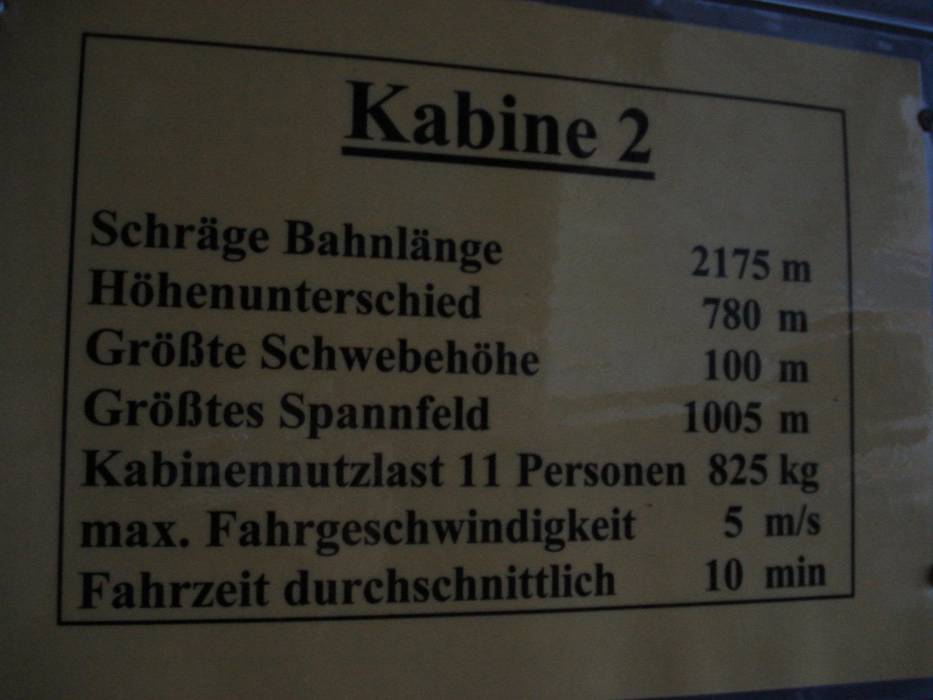 Kabine 2
Schräge Bahnlänge 2175 m
Höhenunterschied 780 m
Größte Schwebehöhe 100 m
Größtes Spannfeld 1005 m
Kabinennutzlast 11 Personen 825 kg
max. Fahrgeschwindigkeit 5 m/s
Fahrzeit durchschnittlich 10 min